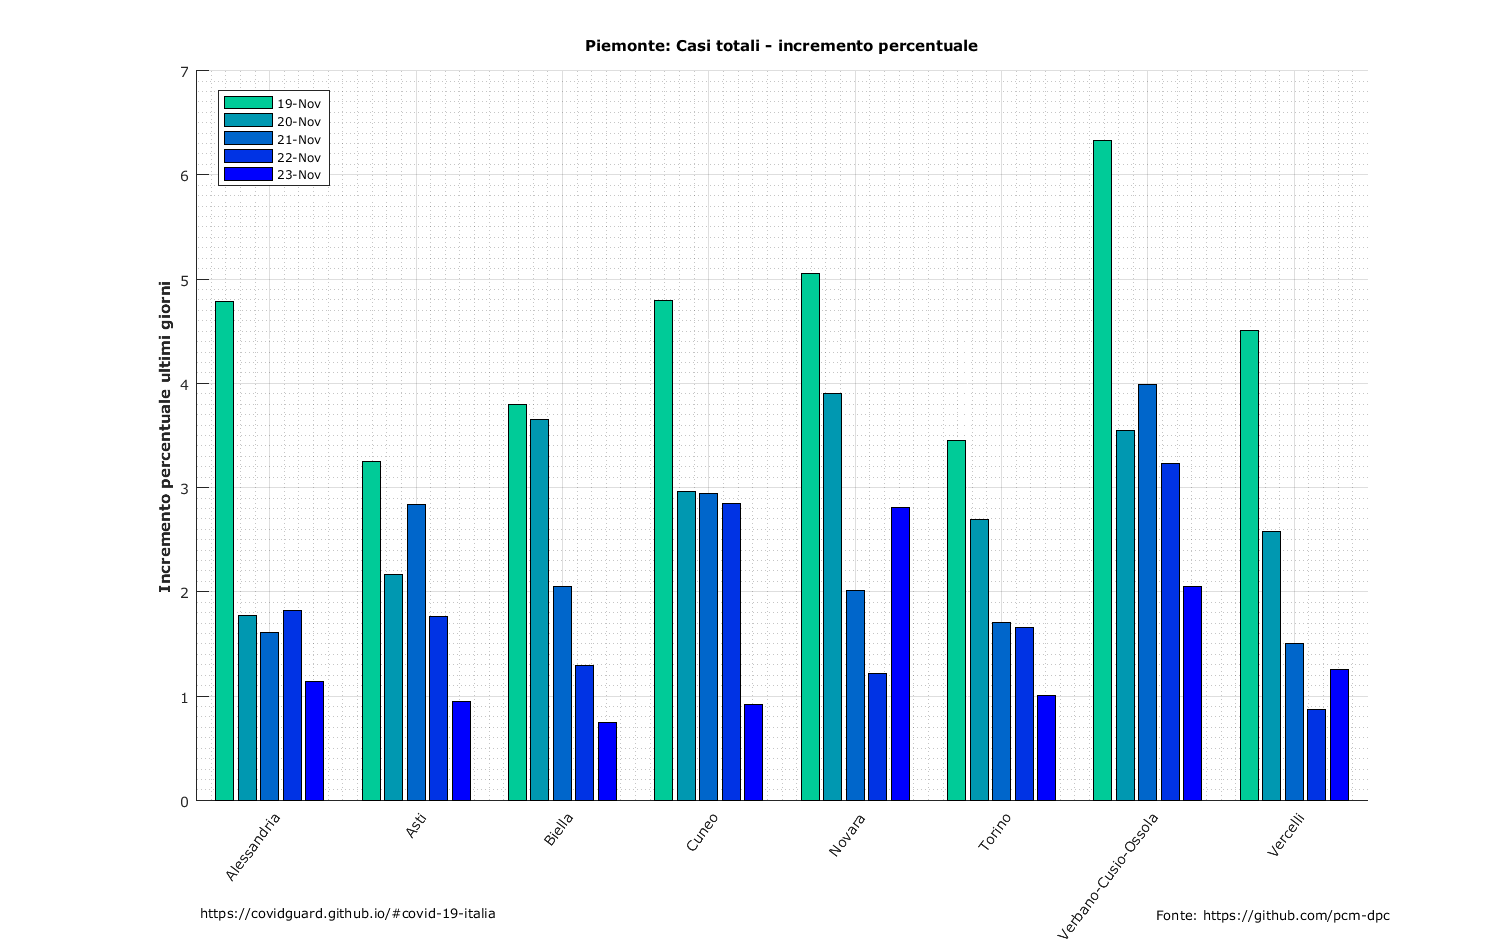 Piemonte: Casi totali - incremento percentuale
7
6
5
4
3
2
1
0
Incremento percentuale ultimi giorni
19-Nov
20-Nov
21-Nov
22-Nov
23-Nov
Alessandria
Asti
Biella
Cuneo
Novara
Torino
Verbano-Cusio-Ossola
Vercelli
https://covidguard.github.io/#covid-19-italia
Fonte: https://github.com/pcm-dpc